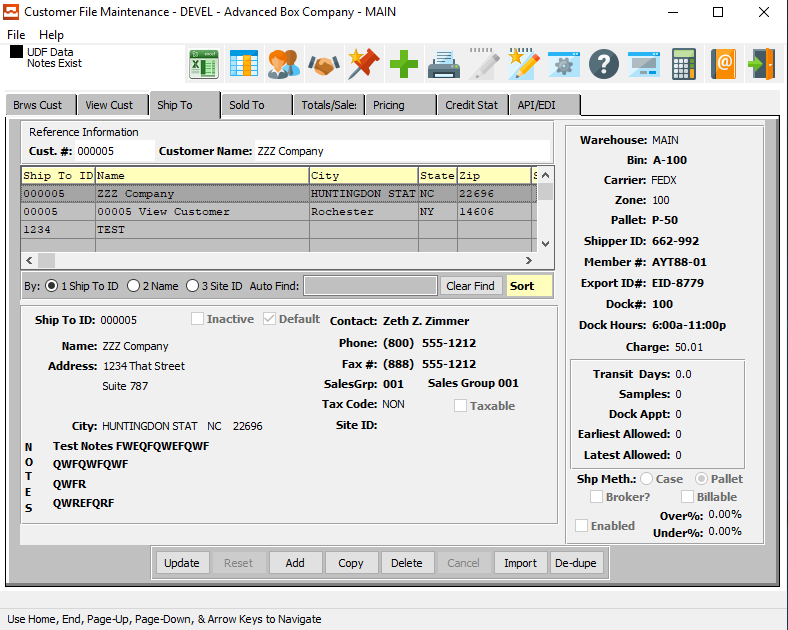 Customer File Maintenance - DEVEL - Advanced Box Company - MAIN
File Help
UDF Data
Notes Exist
Brws Cust View Cust Ship To Sold To Totals/Sales Pricing Credit Stat API/EDI
Reference Information
Cust. #: 000005 Customer Name: ZZZ Company
Ship To ID Name City State Zip S
000005 ZZZ Company HUNTINGDON STAT NC 22696
00005 00005 View Customer Rochester NY 14606
1234 TEST
By: 1 Ship To ID 2 Name 3 Site ID Auto Find: Clear Find Sort
Ship To ID: 000005 Inactive Default
Name: ZZZ Company
Address: 1234 That Street
Suite 787
City: HUNTINGDON STAT NC 22696
Contact: Zeth Z. Zimmer
Phone: (800) 555-1212
Fax #: (888) 555-1212
SalesGrp: 001 Sales Group 001
Tax Code: NON Taxable
Site ID:
NOTES
Test Notes FWEQFQWEFQWF
QWFQWFQWF
QWFR
QWREFQRF
Warehouse: MAIN
Bin: A-100
Carrier: FEDX
Zone: 100
Pallet: P-50
Shipper ID: 662-992
Member #: AYT88-01
Export ID#: EID-8779
Dock#: 100
Dock Hours: 6:00a-11:00p
Charge: 50.01
Transit Days: 0.0
Samples: 0
Dock Appt: 0
Earliest Allowed: 0
Latest Allowed: 0
Shp Meth.: Case Pallet
Broker? Billable
Enabled
Over%: 0.00%
Under%: 0.00%
Update Reset Add Copy Delete Cancel Import De-dupe
Use Home, End, Page-Up, Page-Down, & Arrow Keys to Navigate